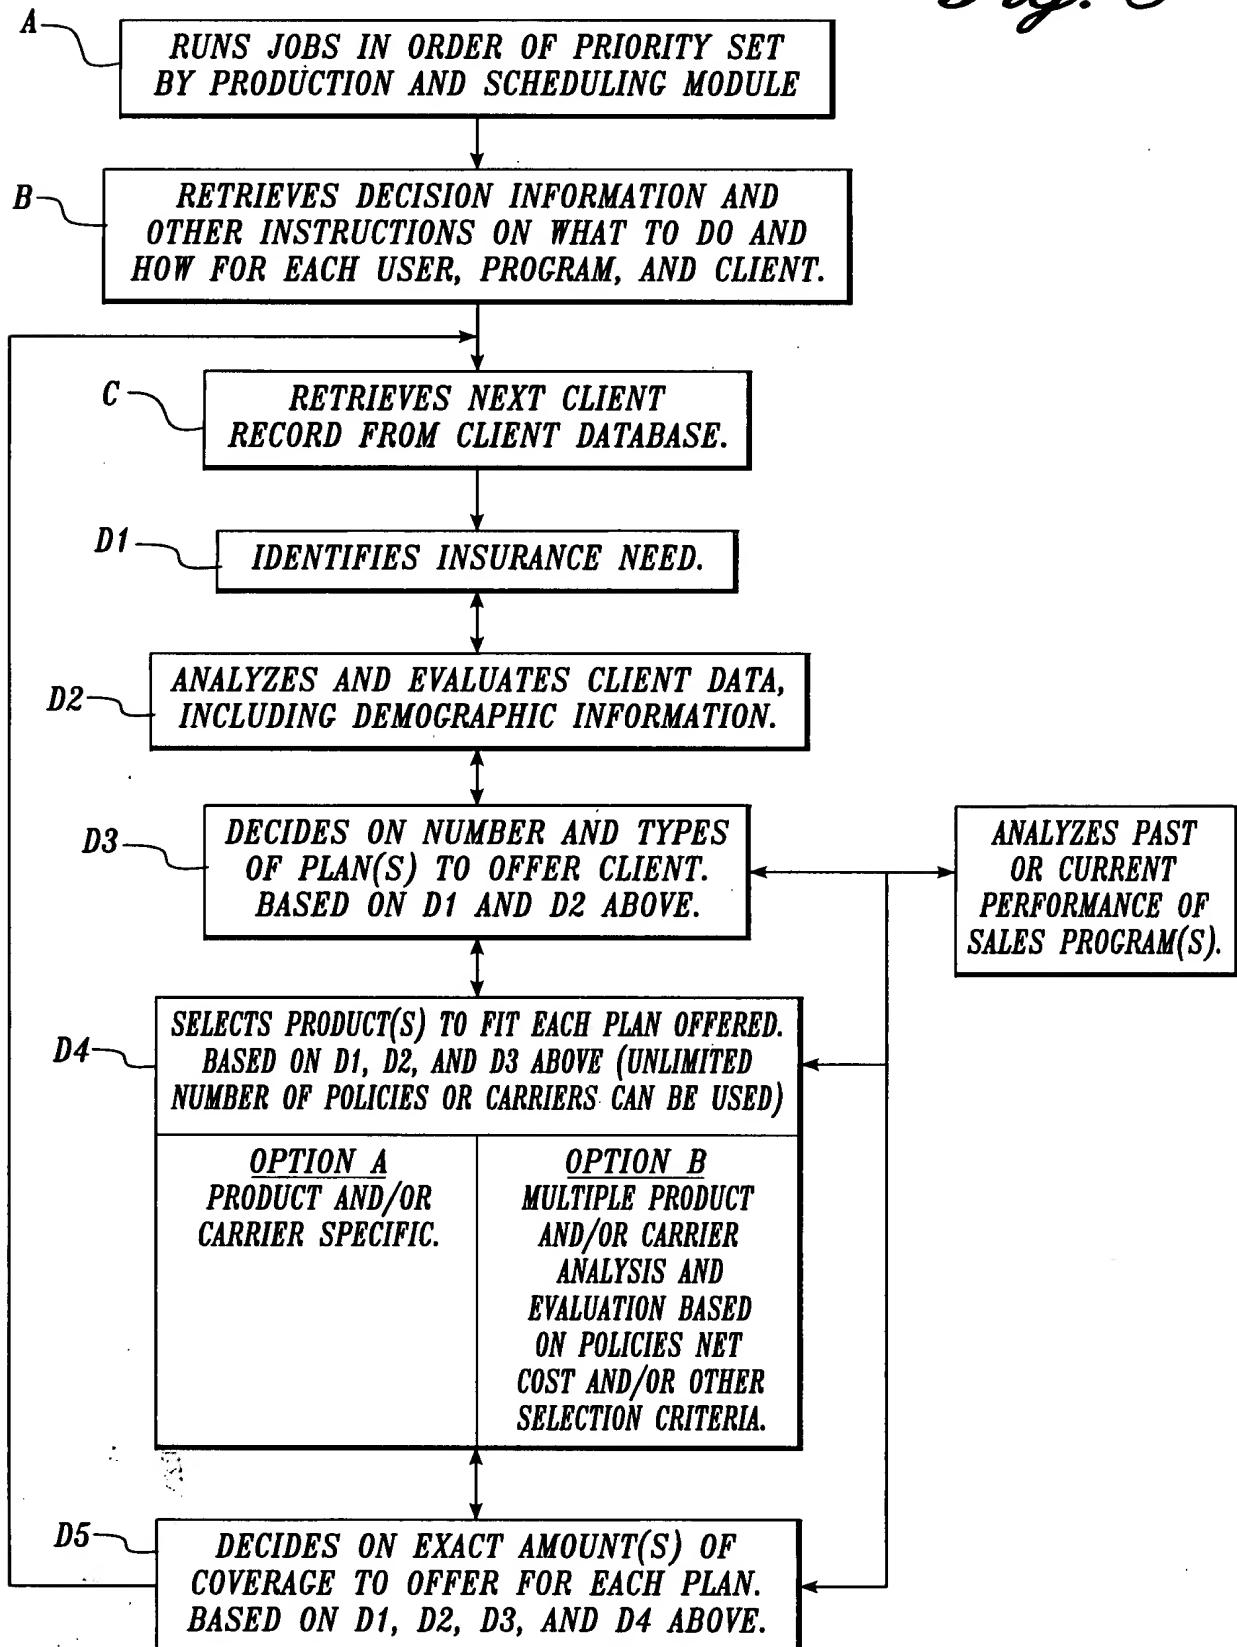 Fig.
A
RUNS JOBS IN ORDER OF PRIORITY SET
BY PRODUCTION AND SCHEDULING MODULE
B
RETRIEVES DECISION INFORMATION AND
OTHER INSTRUCTIONS ON WHAT TO DO AND
HOW FOR EACH USER, PROGRAM, AND CLIENT.
C
RETRIEVES NEXT CLIENT
RECORD FROM CLIENT DATABASE.
D1
IDENTIFIES INSURANCE NEED.
D2
ANALYZES AND EVALUATES CLIENT DATA,
INCLUDING DEMOGRAPHIC INFORMATION.
D3
DECIDES ON NUMBER AND TYPES
OF PLAN(S) TO OFFER CLIENT.
BASED ON D1 AND D2 ABOVE.
ANALYZES PAST
OR CURRENT
PERFORMANCE OF
SALES PROGRAM(S).
D4
SELECTS PRODUCT(S) TO FIT EACH PLAN OFFERED.
BASED ON D1, D2, AND D3 ABOVE (UNLIMITED
NUMBER OF POLICIES OR CARRIERS CAN BE USED)
OPTION A
PRODUCT AND/OR
CARRIER SPECIFIC.
OPTION B
MULTIPLE PRODUCT
AND/OR CARRIER
ANALYSIS AND
EVALUATION BASED
ON POLICIES NET
COST AND/OR OTHER
SELECTION CRITERIA.
D5
DECIDES ON EXACT AMOUNT(S) OF
COVERAGE TO OFFER FOR EACH PLAN.
BASED ON D1, D2, D3, AND D4 ABOVE.